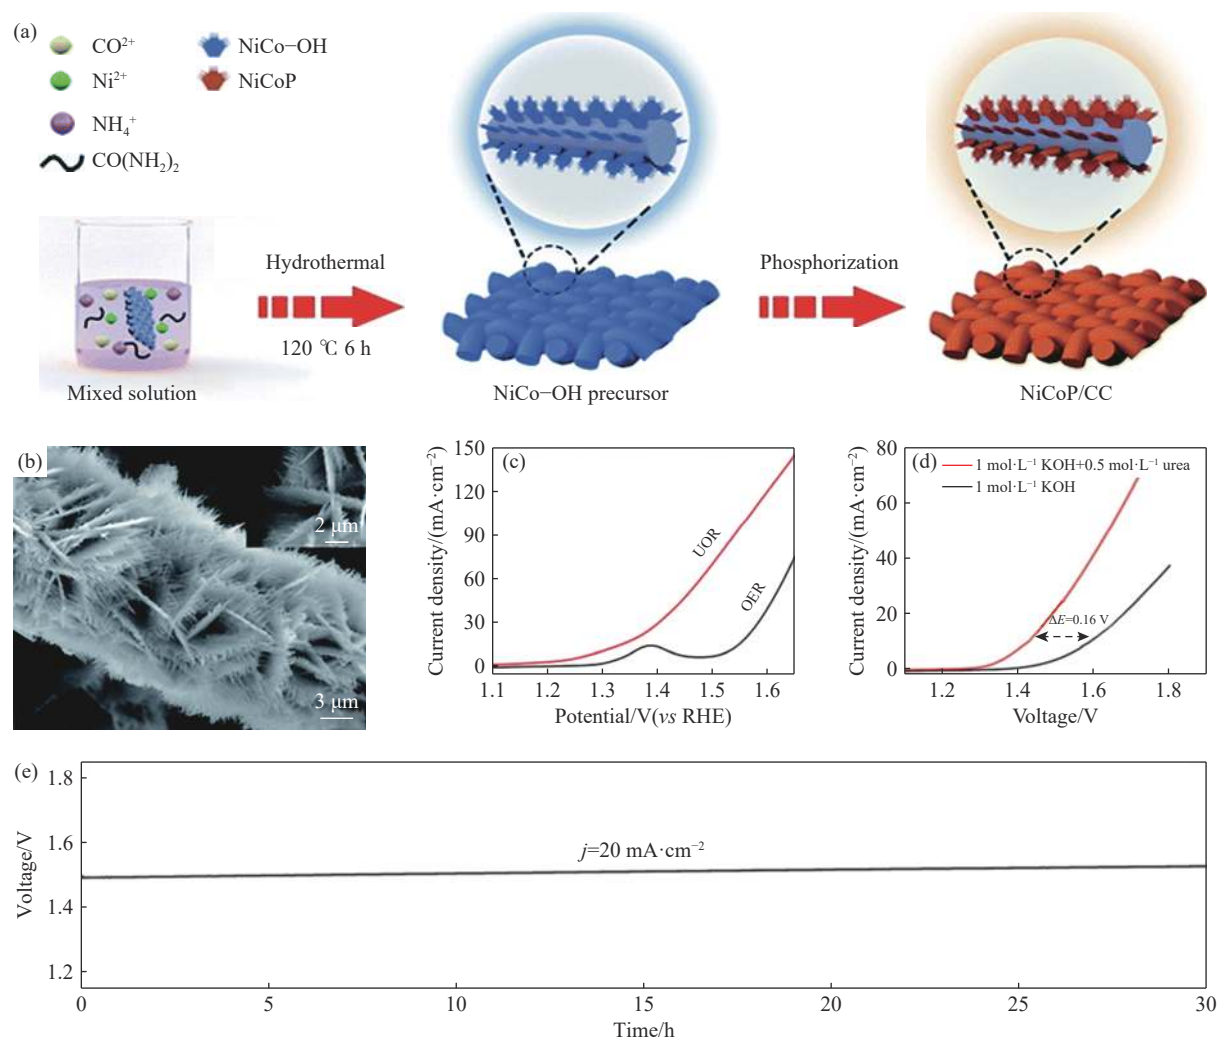 (a)
CO²⁺
NiCo−OH
Ni²⁺
NiCoP
NH₄⁺
CO(NH₂)₂
Hydrothermal
120 ℃ 6 h
Phosphorization
Mixed solution
NiCo−OH precursor
NiCoP/CC
(b)
2 μm
3 μm
(c)
150
120
90
60
30
0
Current density/(mA·cm⁻²)
UOR
OER
1.1
1.2
1.3
1.4
1.5
1.6
Potential/V(vs RHE)
(d)
80
60
40
20
0
Current density/(mA·cm⁻²)
1 mol·L⁻¹ KOH+0.5 mol·L⁻¹ urea
1 mol·L⁻¹ KOH
ΔE=0.16 V
1.2
1.4
1.6
1.8
Voltage/V
(e)
1.8
1.6
1.4
1.2
Voltage/V
j=20 mA·cm⁻²
0
5
10
15
20
25
30
Time/h